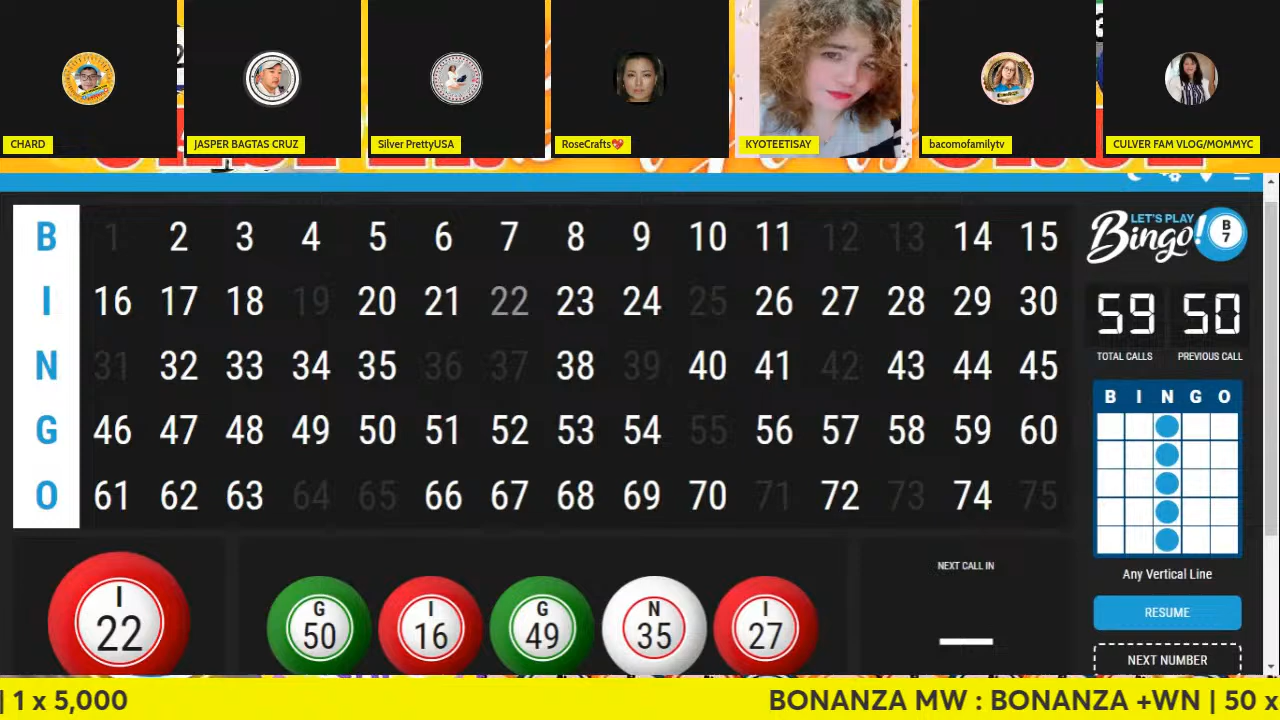 CHARD
JASPER BAGTAS CRUZ
Silver PrettyUSA
RoseCrafts💖
KYOTEETISAY
bacomofamilytv
CULVER FAM VLOG/MOMMYC
B 1 2 3 4 5 6 7 8 9 10 11 12 13 14 15
I 16 17 18 19 20 21 22 23 24 25 26 27 28 29 30
N 31 32 33 34 35 36 37 38 39 40 41 42 43 44 45
G 46 47 48 49 50 51 52 53 54 55 56 57 58 59 60
O 61 62 63 64 65 66 67 68 69 70 71 72 73 74 75
LET'S PLAY
Bingo!
B
7
59 50
TOTAL CALLS PREVIOUS CALL
B I N G O
Any Vertical Line
RESUME
NEXT NUMBER
I
22
G
50
I
16
G
49
N
35
I
27
NEXT CALL IN
| 1 x 5,000
BONANZA MW : BONANZA +WN | 50 x